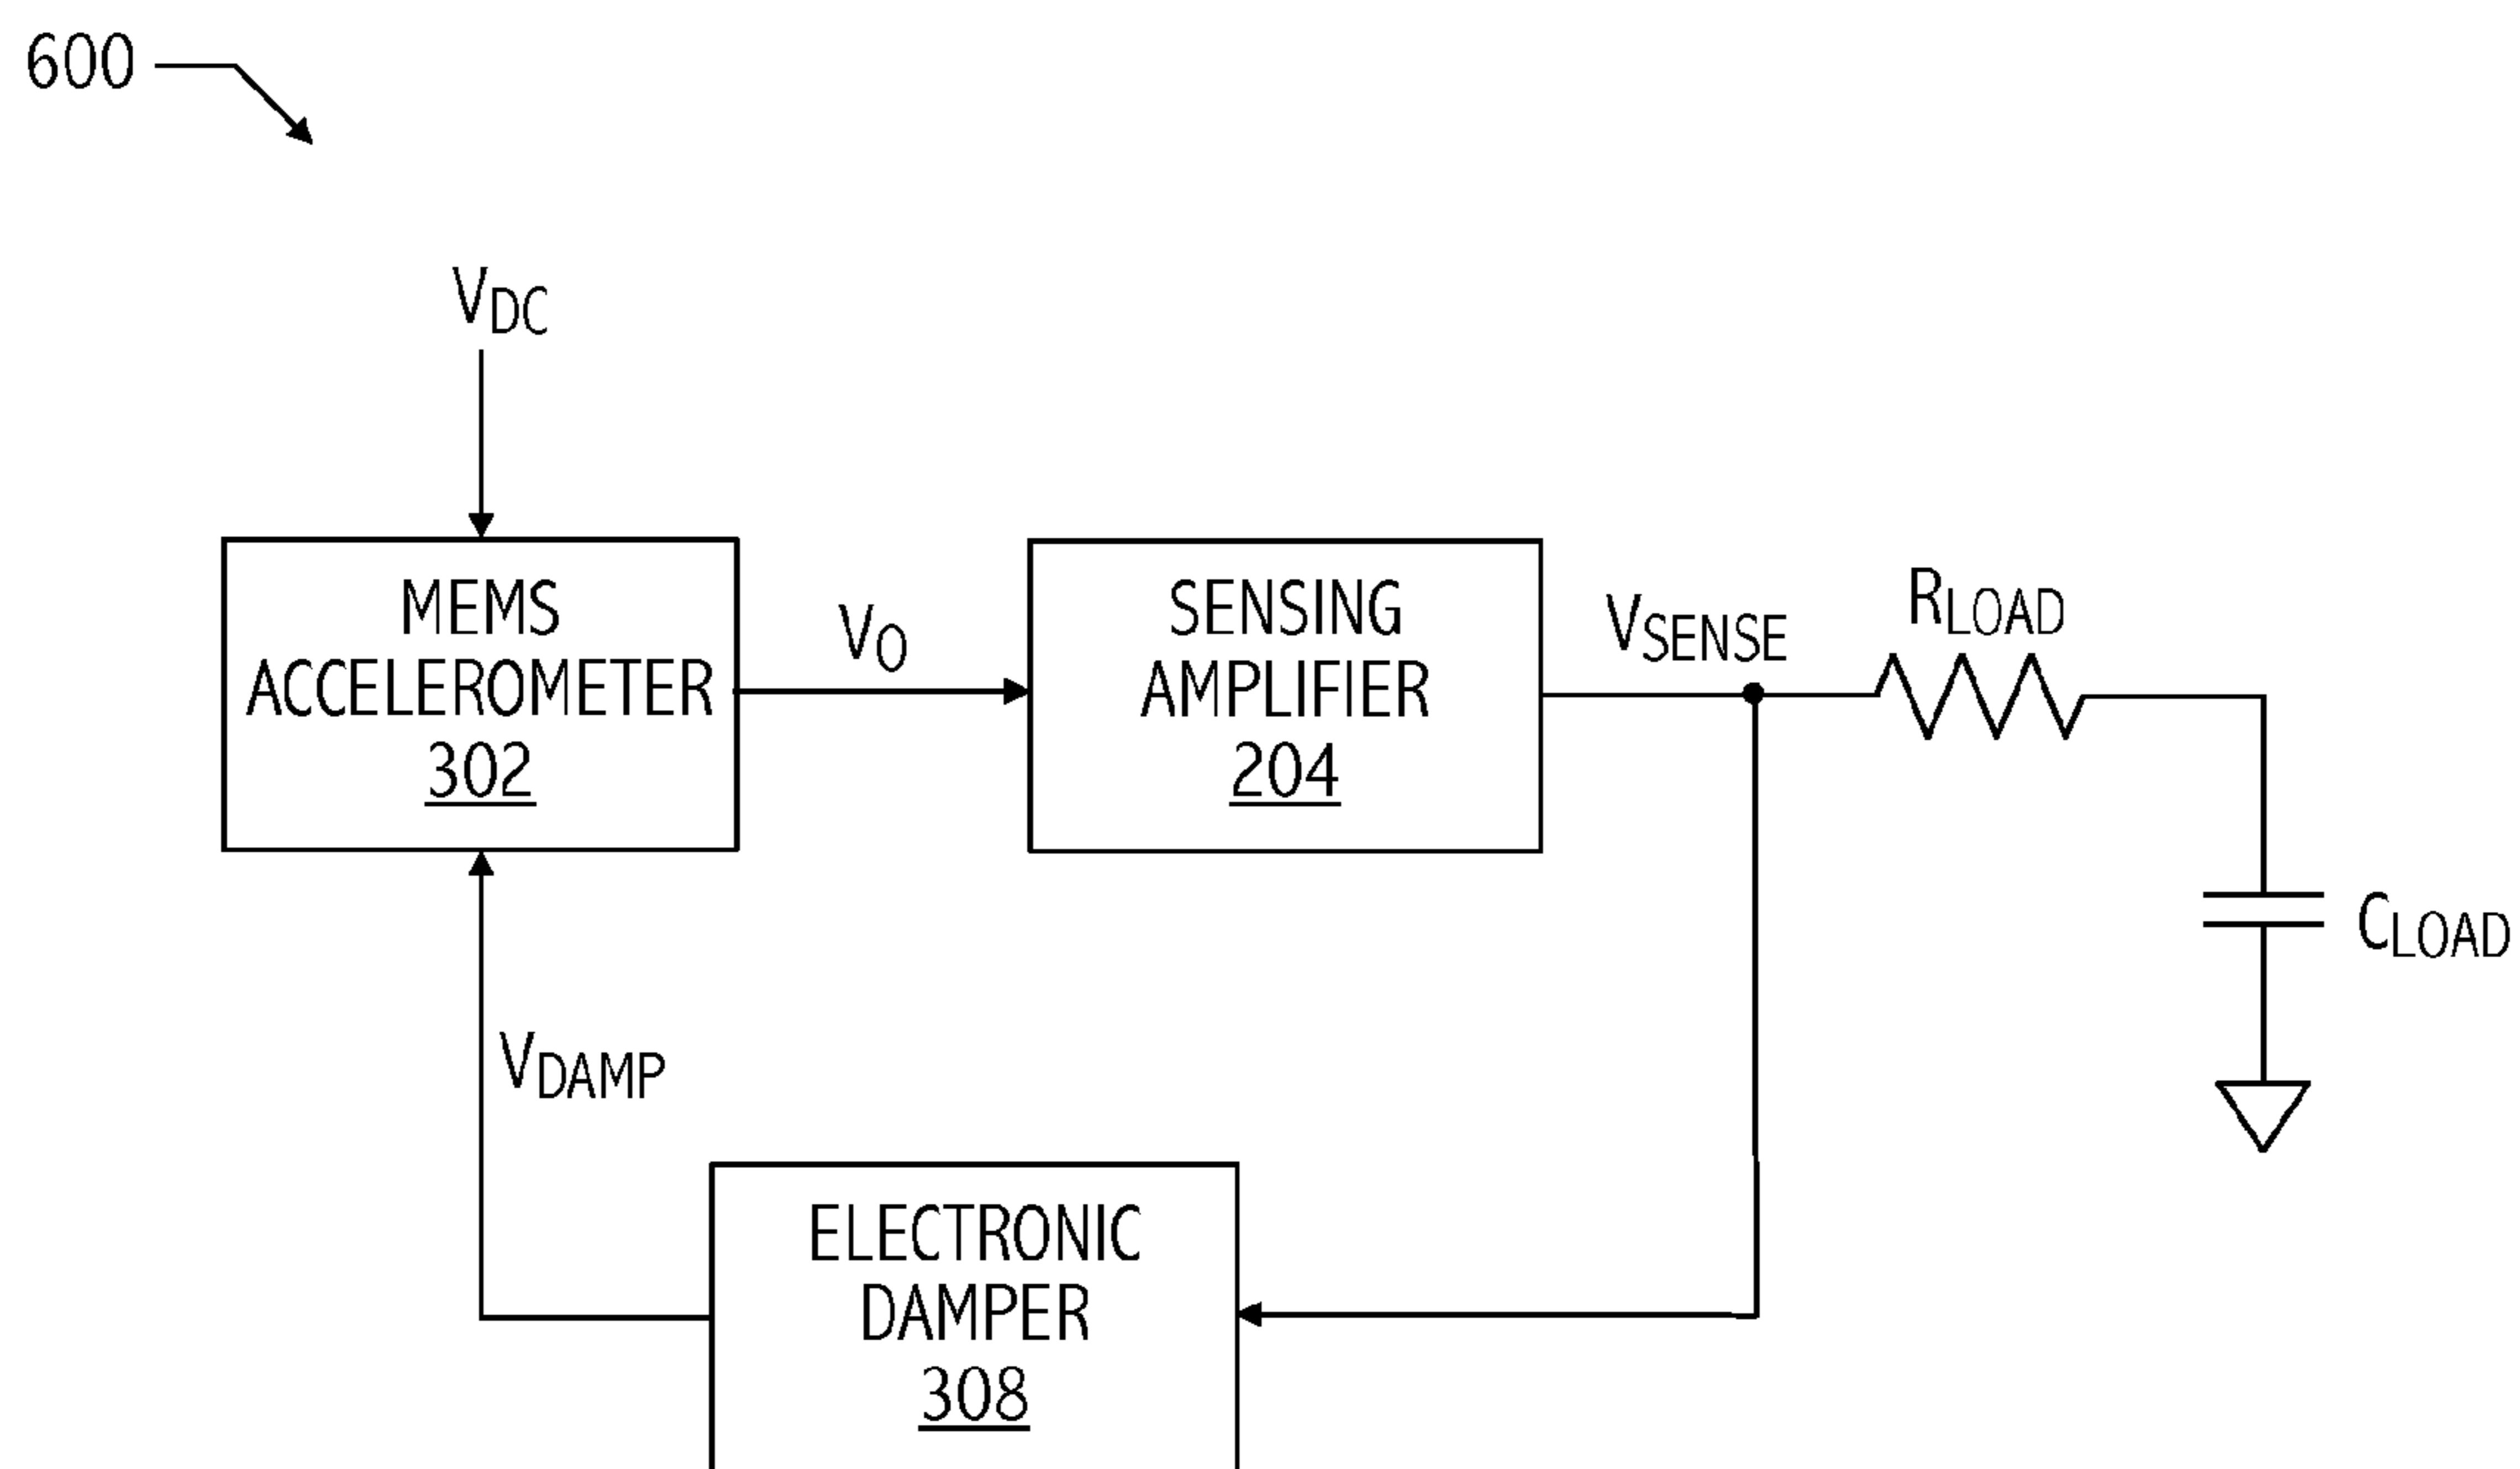 600
VDC
MEMS
ACCELEROMETER
302
VO
SENSING
AMPLIFIER
204
VSENSE
RLOAD
CLOAD
VDAMP
ELECTRONIC
DAMPER
308